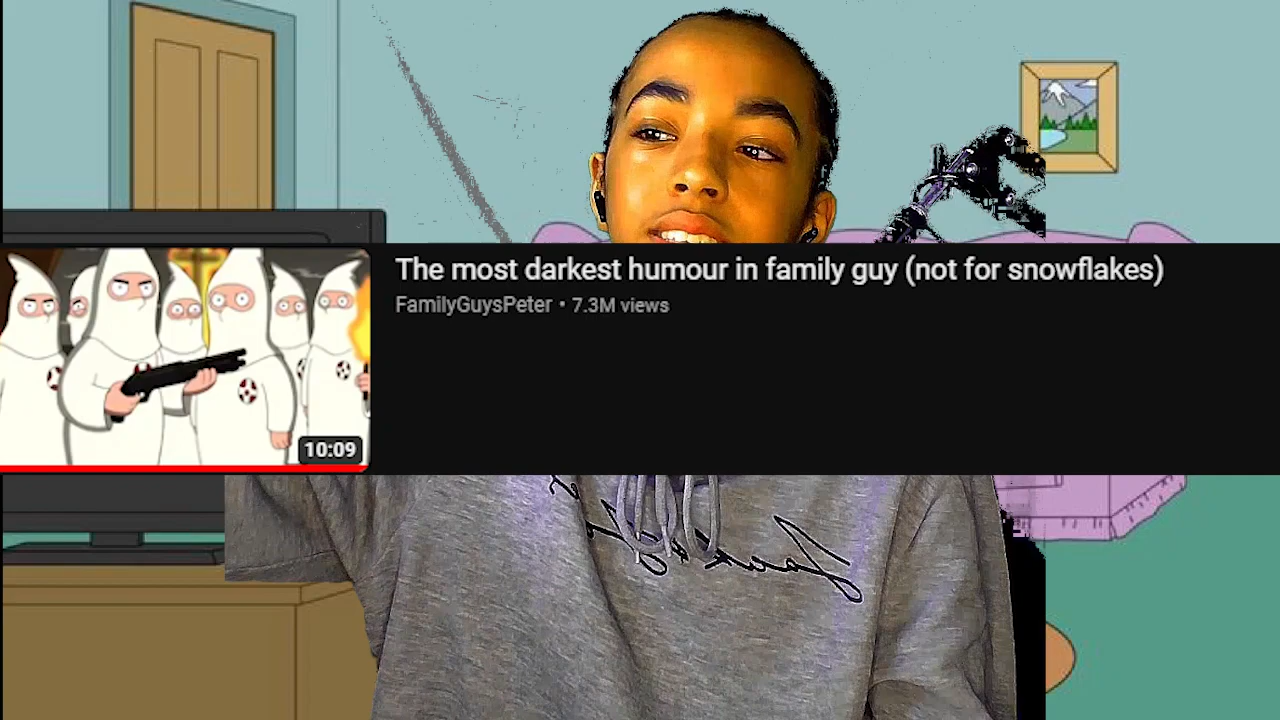 The most darkest humour in family guy (not for snowflakes)
FamilyGuysPeter • 7.3M views
10:09